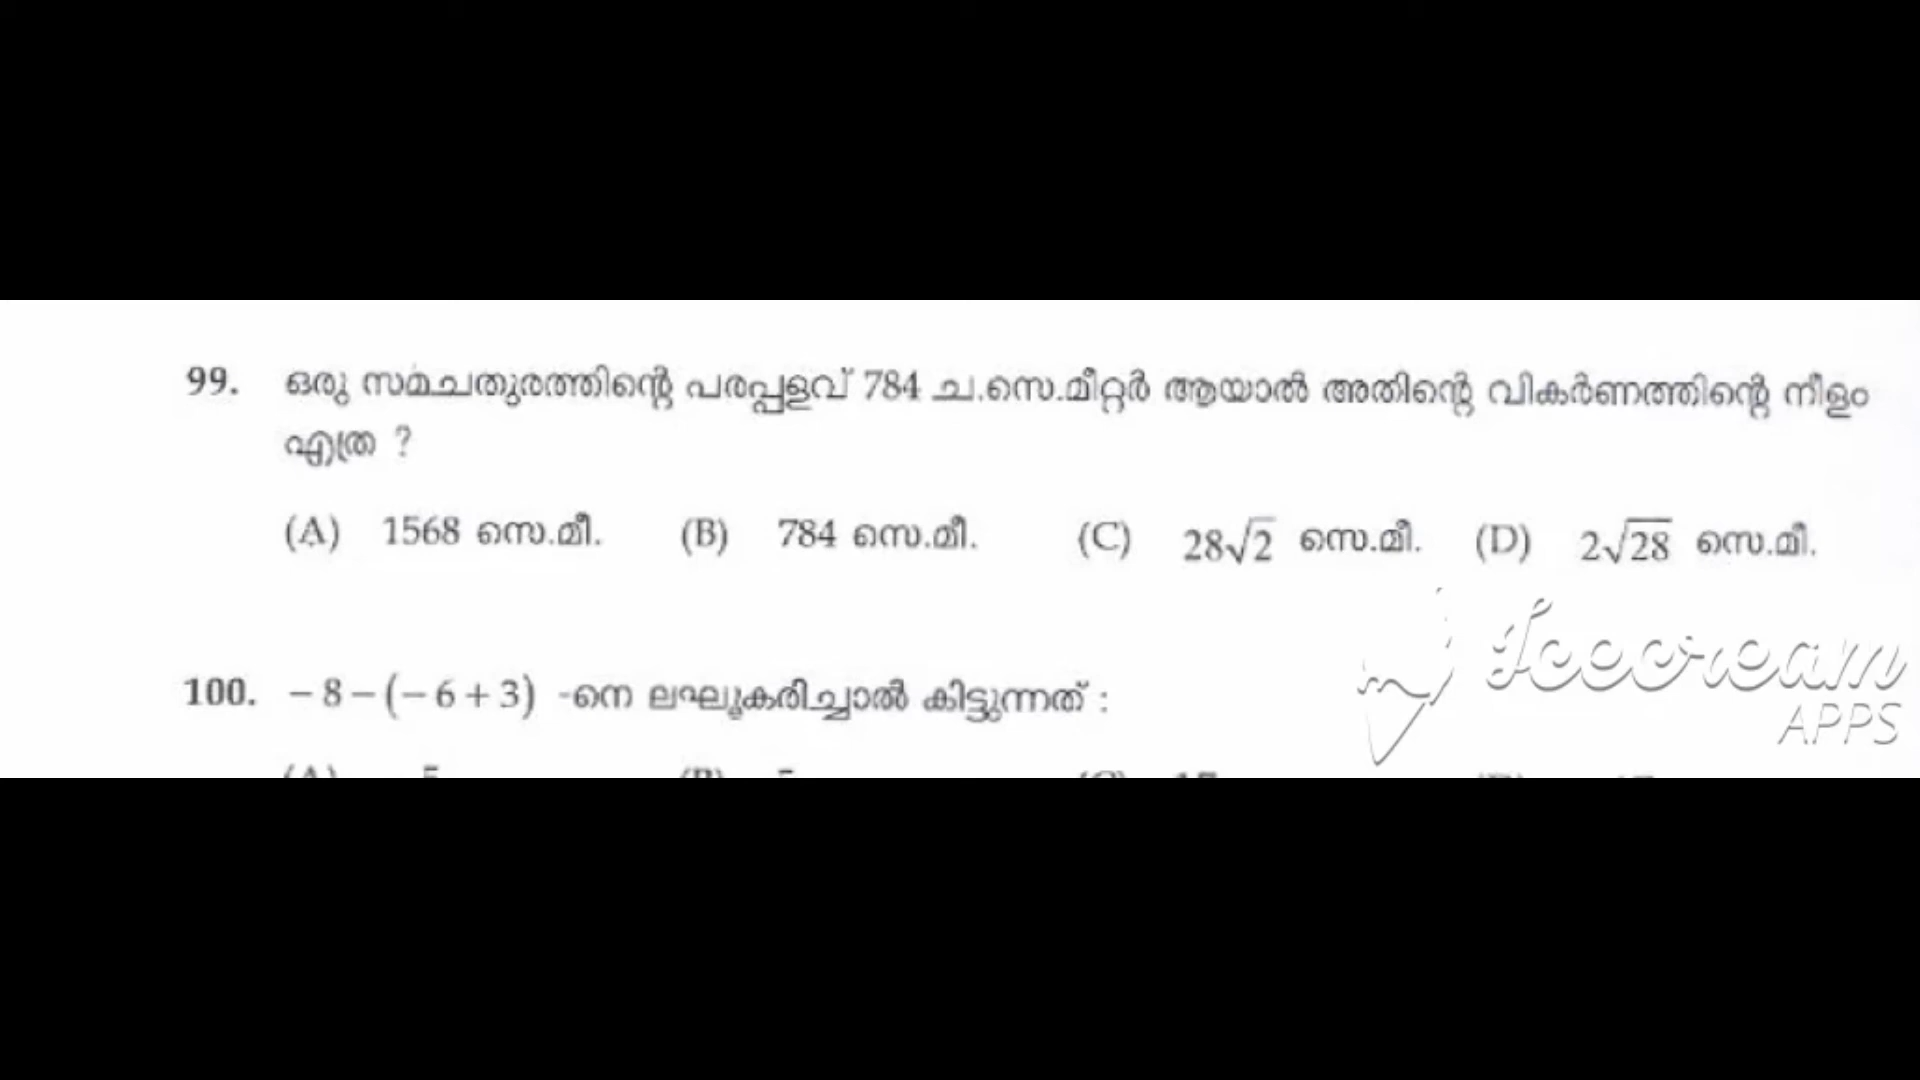 99. ഒരു സമചതുരത്തിന്റെ പരപ്പളവ് 784 ച.സെ.മീറ്റർ ആയാൽ അതിന്റെ വികർണത്തിന്റെ നീളം
എത്ര ?
(A) 1568 സെ.മീ. (B) 784 സെ.മീ. (C) 28√2 സെ.മീ. (D) 2√28 സെ.മീ.
100. – 8 – (– 6 + 3) -നെ ലഘൂകരിച്ചാൽ കിട്ടുന്നത് :
Icecream
APPS